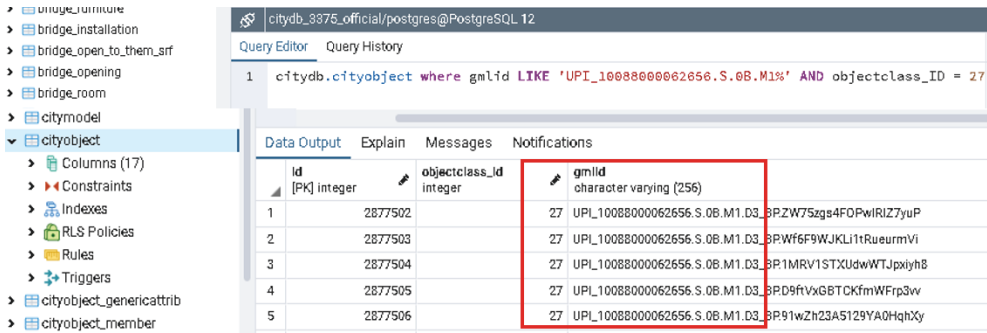 bridge_furniture
bridge_installation
bridge_open_to_them_srf
bridge_opening
bridge_room
citymodel
cityobject
Columns (17)
Constraints
Indexes
RLS Policies
Rules
Triggers
cityobject_genericattrib
cityobject_member
citydb_3375_official/postgres@PostgreSQL 12
Query Editor Query History
1 citydb.cityobject where gmlid LIKE 'UPI_10088000062656.S.0B.M1%' AND objectclass_ID = 27
Data Output Explain Messages Notifications
id objectclass_id gmlid
[PK] integer integer character varying (256)
1 2877502 27 UPI_10088000062656.S.0B.M1.D3_BP.ZW75zgs4FOPwIRIZ7yuP
2 2877503 27 UPI_10088000062656.S.0B.M1.D3_BP.Wf6F9WJKLi1tRueurmVi
3 2877504 27 UPI_10088000062656.S.0B.M1.D3_BP.1MRV1STXUdwWTJpxiyh8
4 2877505 27 UPI_10088000062656.S.0B.M1.D3_BP.D9ftVxGBTCKfmWFrp3vv
5 2877506 27 UPI_10088000062656.S.0B.M1.D3_BP.91wZh23A5129YA0HqhXy